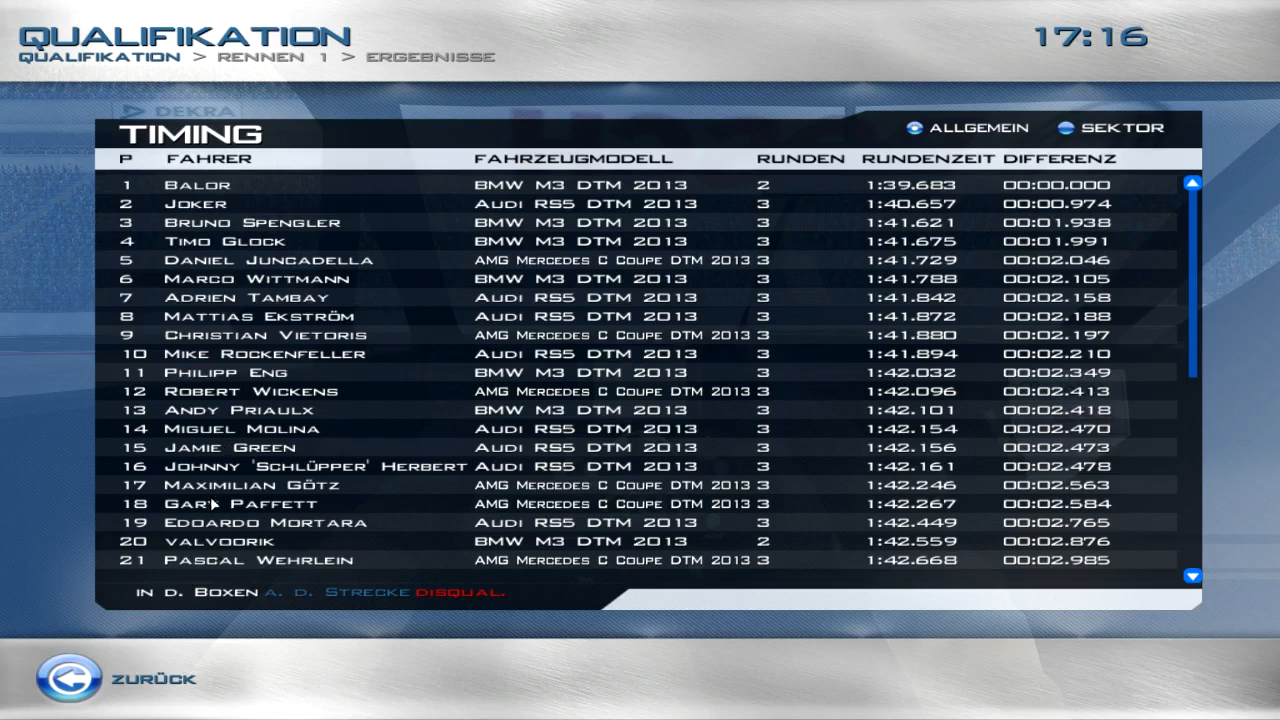 QUALIFIKATION 17:16
QUALIFIKATION > RENNEN 1 > ERGEBNISSE
DEKRA
TIMING ALLGEMEIN SEKTOR
P FAHRER FAHRZEUGMODELL RUNDEN RUNDENZEIT DIFFERENZ
1 Balor BMW M3 DTM 2013 2 1:39.683 00:00.000
2 Joker Audi RS5 DTM 2013 3 1:40.657 00:00.974
3 Bruno Spengler BMW M3 DTM 2013 3 1:41.621 00:01.938
4 Timo Glock BMW M3 DTM 2013 3 1:41.675 00:01.991
5 Daniel Juncadella AMG Mercedes C Coupe DTM 2013 3 1:41.729 00:02.046
6 Marco Wittmann BMW M3 DTM 2013 3 1:41.788 00:02.105
7 Adrien Tambay Audi RS5 DTM 2013 3 1:41.842 00:02.158
8 Mattias Ekström Audi RS5 DTM 2013 3 1:41.872 00:02.188
9 Christian Vietoris AMG Mercedes C Coupe DTM 2013 3 1:41.880 00:02.197
10 Mike Rockenfeller Audi RS5 DTM 2013 3 1:41.894 00:02.210
11 Philipp Eng BMW M3 DTM 2013 3 1:42.032 00:02.349
12 Robert Wickens AMG Mercedes C Coupe DTM 2013 3 1:42.096 00:02.413
13 Andy Priaulx BMW M3 DTM 2013 3 1:42.101 00:02.418
14 Miguel Molina Audi RS5 DTM 2013 3 1:42.154 00:02.470
15 Jamie Green Audi RS5 DTM 2013 3 1:42.156 00:02.473
16 Johnny 'Schlüpper' Herbert Audi RS5 DTM 2013 3 1:42.161 00:02.478
17 Maximilian Götz AMG Mercedes C Coupe DTM 2013 3 1:42.246 00:02.563
18 Gary Paffett AMG Mercedes C Coupe DTM 2013 3 1:42.267 00:02.584
19 Edoardo Mortara Audi RS5 DTM 2013 3 1:42.449 00:02.765
20 valvoorik BMW M3 DTM 2013 2 1:42.559 00:02.876
21 Pascal Wehrlein AMG Mercedes C Coupe DTM 2013 3 1:42.668 00:02.985
in d. Boxen a. d. Strecke disqual.
zurück